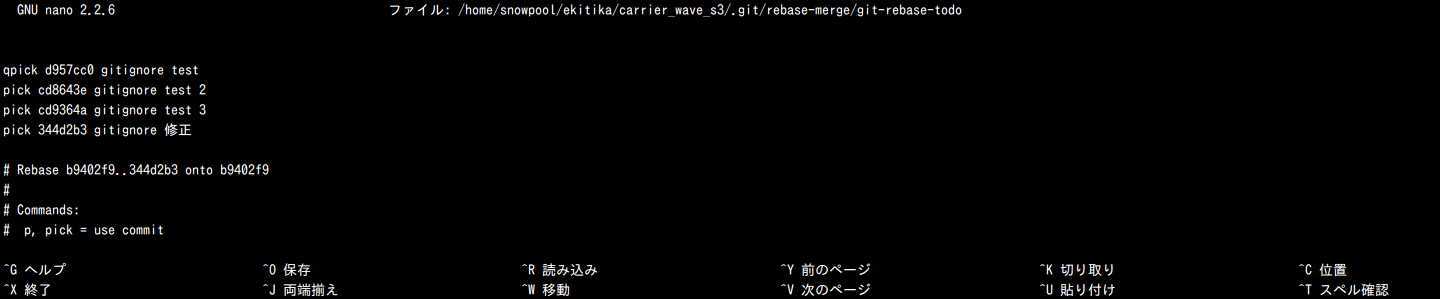 GNU nano 2.2.6 ファイル: /home/snowpool/ekitika/carrier_wave_s3/.git/rebase-merge/git-rebase-todo
qpick d957cc0 gitignore test
pick cd8643e gitignore test 2
pick cd9364a gitignore test 3
pick 344d2b3 gitignore 修正
# Rebase b9402f9..344d2b3 onto b9402f9
#
# Commands:
#  p, pick = use commit
^G ヘルプ ^O 保存 ^R 読み込み ^Y 前のページ ^K 切り取り ^C 位置
^X 終了 ^J 両端揃え ^W 移動 ^V 次のページ ^U 貼り付け ^T スペル確認